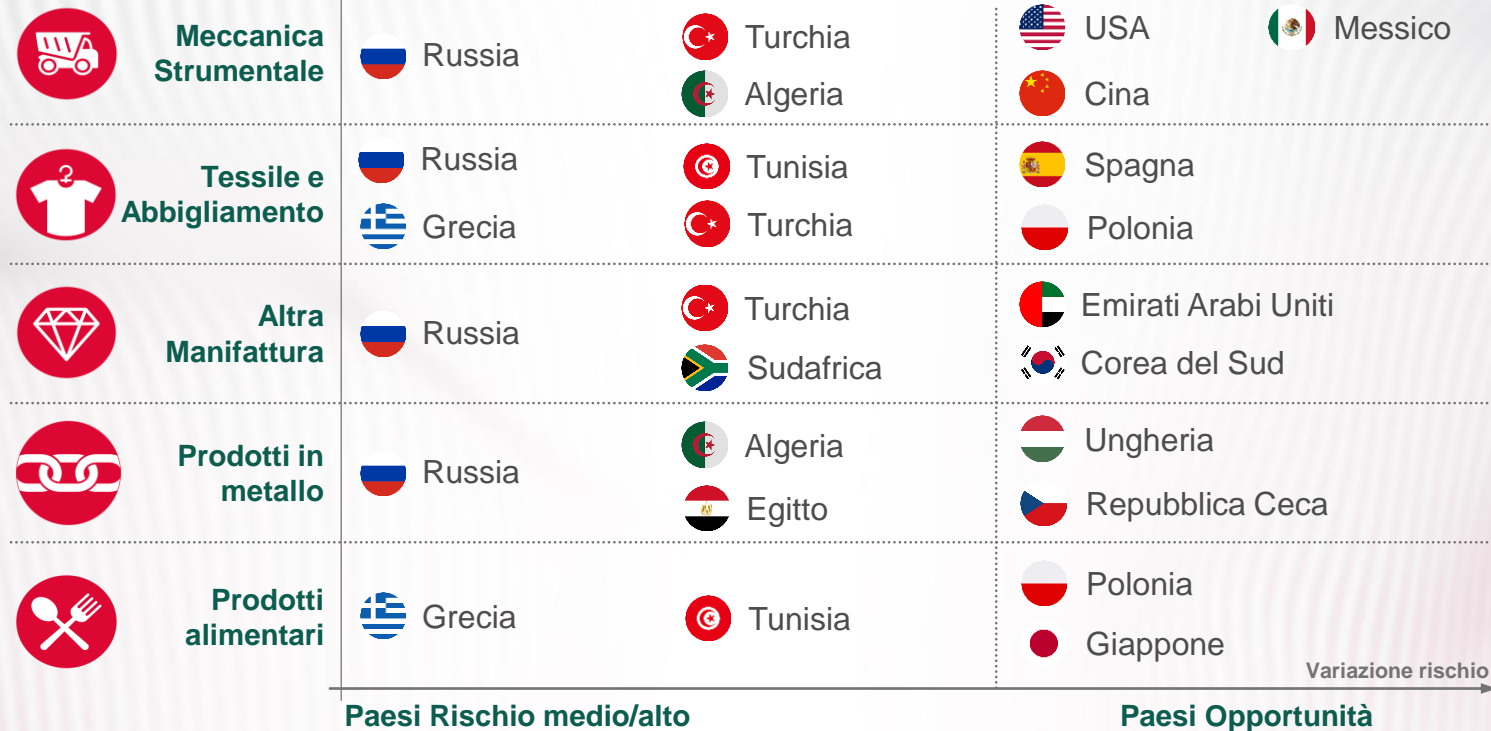 Meccanica
Strumentale
Russia
Turchia
Algeria
USA
Messico
Cina
Tessile e
Abbigliamento
Russia
Grecia
Tunisia
Turchia
Spagna
Polonia
Altra
Manifattura
Russia
Turchia
Sudafrica
Emirati Arabi Uniti
Corea del Sud
Prodotti in
metallo
Russia
Algeria
Egitto
Ungheria
Repubblica Ceca
Prodotti
alimentari
Grecia
Tunisia
Polonia
Giappone
Variazione rischio
Paesi Rischio medio/alto
Paesi Opportunità